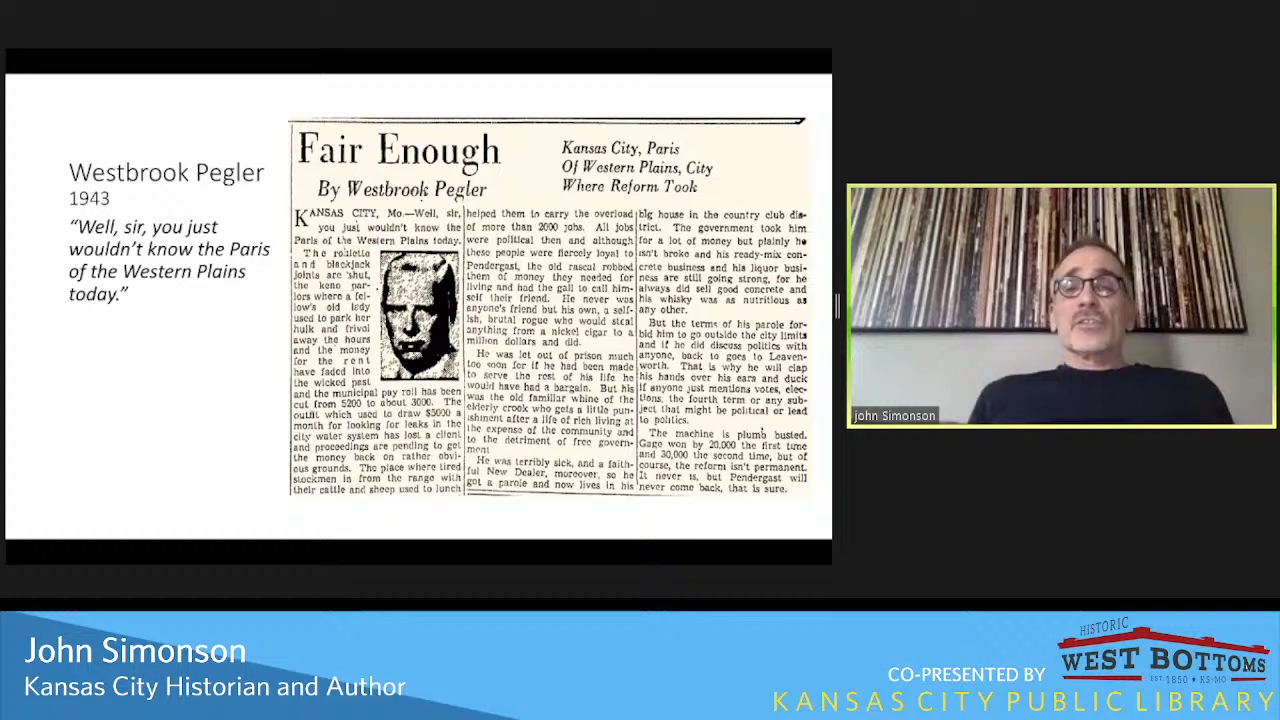 Westbrook Pegler
1943
“Well, sir, you just
wouldn’t know the Paris
of the Western Plains
today.”
Fair Enough
By Westbrook Pegler
Kansas City, Paris
Of Western Plains, City
Where Reform Took
KANSAS CITY, Mo.—Well, sir,
you just wouldn't know the
Paris of the Western Plains today.
The roulette
and blackjack
joints are shut,
the keno par-
lors where a fel-
low's old lady
used to park her
hulk and frivol
away the hours
and the money
for the rent
have faded into
the wicked past
and the municipal pay roll has been
cut from 5200 to about 3000. The
outfit which used to draw $5000 a
month for looking for leaks in the
city water system has lost a client
and proceedings are pending to get
the money back on rather obvi-
ous grounds. The place where tired
stockmen in from the range with
their cattle and sheep used to lunch
helped them to carry the overload
of more than 2000 jobs. All jobs
were political then and although
these people were fiercely loyal to
Pendergast, the old rascal robbed
them of money they needed for
living and had the gall to call him-
self their friend. He never was
anyone's friend but his own, a self-
ish, brutal rogue who would steal
anything from a nickel cigar to a
million dollars and did.
He was let out of prison much
too soon for if he had been made
to serve the rest of his life he
would have had a bargain. But his
was the old familiar whine of the
elderly crook who gets a little pun-
ishment after a life of rich living at
the expense of the community and
to the detriment of free govern-
ment
He was terribly sick, and a faith-
ful New Dealer, moreover, so he
got a parole and now lives in his
big house in the country club dis-
trict. The government took him
for a lot of money but plainly he
isn't broke and his ready-mix con-
crete business and his liquor busi-
ness are still going strong, for he
always did sell good concrete and
his whisky was as nutritious as
any other.
But the terms of his parole for-
bid him to go outside the city limits
and if he did discuss politics with
anyone, back to goes to Leaven-
worth. That is why he will clap
his hands over his ears and duck
if anyone just mentions votes, elec-
tions, the fourth term or any sub-
ject that might be political or lead
to politics.
The machine is plumb busted.
Gage won by 20,000 the first time
and 30,000 the second time, but of
course, the reform isn't permanent.
It never is, but Pendergast will
never come back, that is sure.
john Simonson
John Simonson
Kansas City Historian and Author
CO-PRESENTED BY
HISTORIC
WEST BOTTOMS
EST 1850 • KS-MO
KANSAS CITY PUBLIC LIBRARY